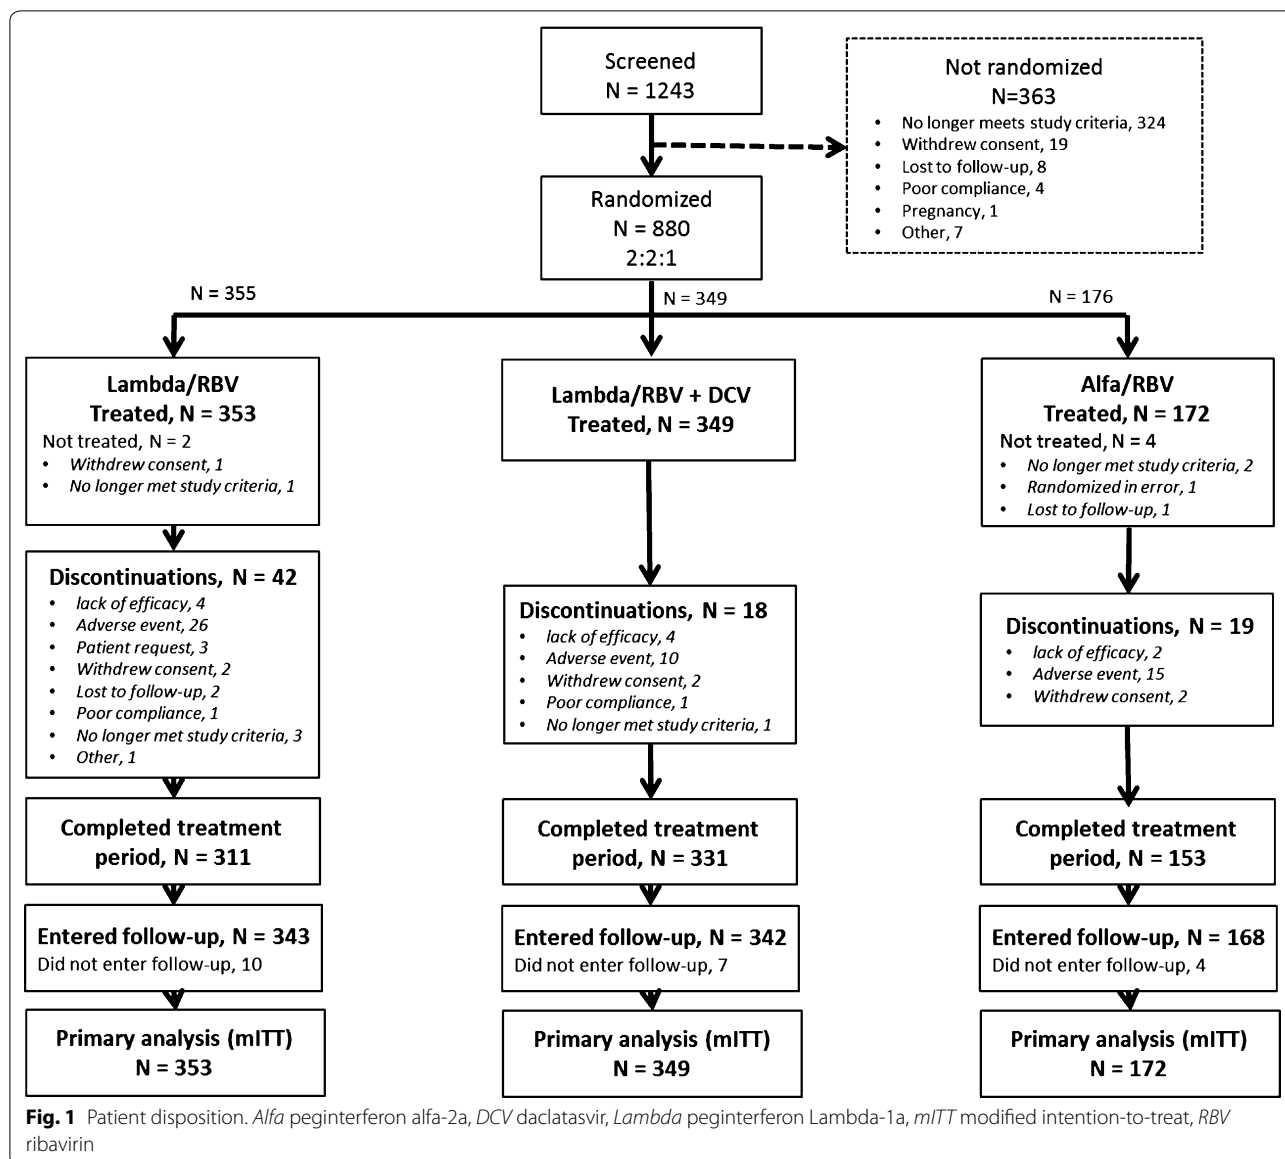 Screened
N = 1243
Not randomized
N=363
• No longer meets study criteria, 324
• Withdrew consent, 19
• Lost to follow-up, 8
• Poor compliance, 4
• Pregnancy, 1
• Other, 7
Randomized
N = 880
2:2:1
N = 355
N = 349
N = 176
Lambda/RBV
Treated, N = 353
Not treated, N = 2
• Withdrew consent, 1
• No longer met study criteria, 1
Lambda/RBV + DCV
Treated, N = 349
Alfa/RBV
Treated, N = 172
Not treated, N = 4
• No longer met study criteria, 2
• Randomized in error, 1
• Lost to follow-up, 1
Discontinuations, N = 42
• lack of efficacy, 4
• Adverse event, 26
• Patient request, 3
• Withdrew consent, 2
• Lost to follow-up, 2
• Poor compliance, 1
• No longer met study criteria, 3
• Other, 1
Discontinuations, N = 18
• lack of efficacy, 4
• Adverse event, 10
• Withdrew consent, 2
• Poor compliance, 1
• No longer met study criteria, 1
Discontinuations, N = 19
• lack of efficacy, 2
• Adverse event, 15
• Withdrew consent, 2
Completed treatment
period, N = 311
Completed treatment
period, N = 331
Completed treatment
period, N = 153
Entered follow-up, N = 343
Did not enter follow-up, 10
Entered follow-up, N = 342
Did not enter follow-up, 7
Entered follow-up, N = 168
Did not enter follow-up, 4
Primary analysis (mITT)
N = 353
Primary analysis (mITT)
N = 349
Primary analysis (mITT)
N = 172
Fig. 1 Patient disposition. Alfa peginterferon alfa-2a, DCV daclatasvir, Lambda peginterferon Lambda-1a, mITT modified intention-to-treat, RBV
ribavirin